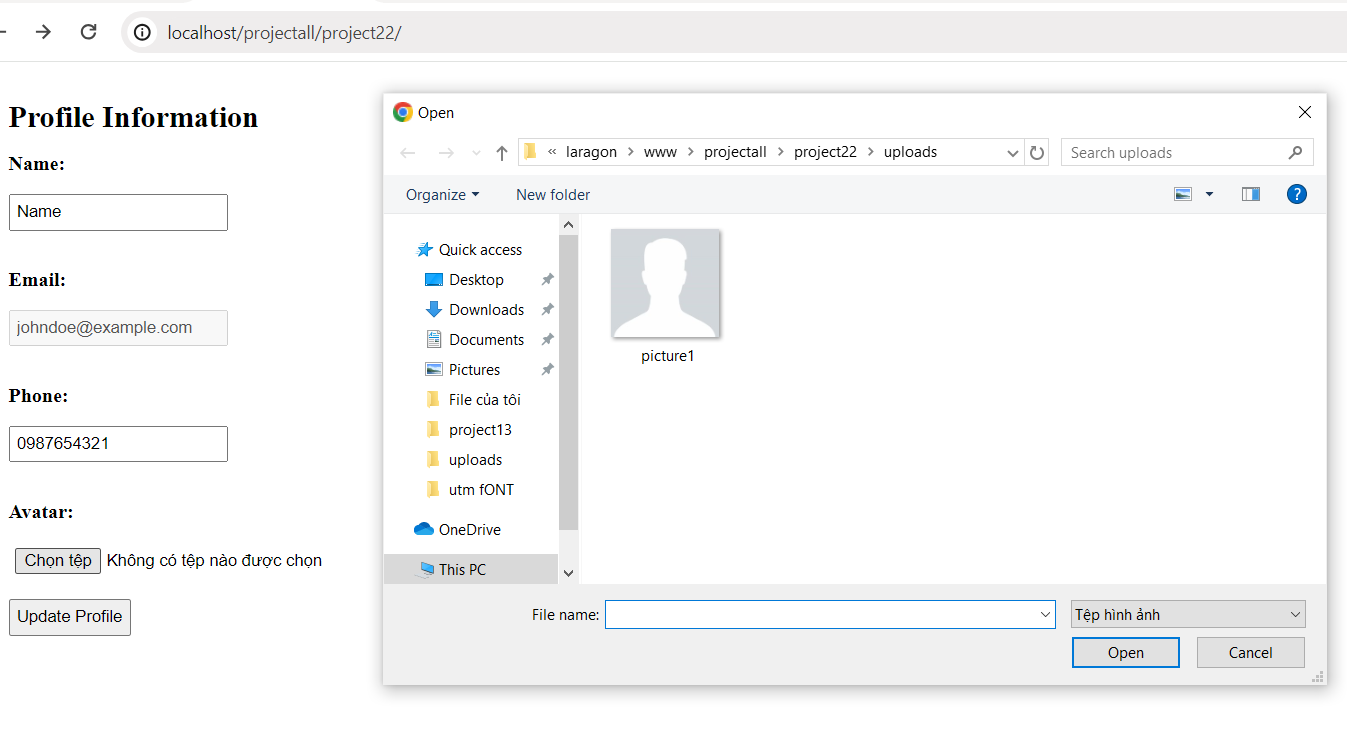 localhost/projectall/project22/
Profile Information
Name:
Name
Email:
johndoe@example.com
Phone:
0987654321
Avatar:
Chọn tệp Không có tệp nào được chọn
Update Profile
Open
« laragon > www > projectall > project22 > uploads
Search uploads
Organize
New folder
?
Quick access
Desktop
Downloads
Documents
Pictures
File của tôi
project13
uploads
utm fONT
OneDrive
This PC
picture1
File name:
Tệp hình ảnh
Open
Cancel